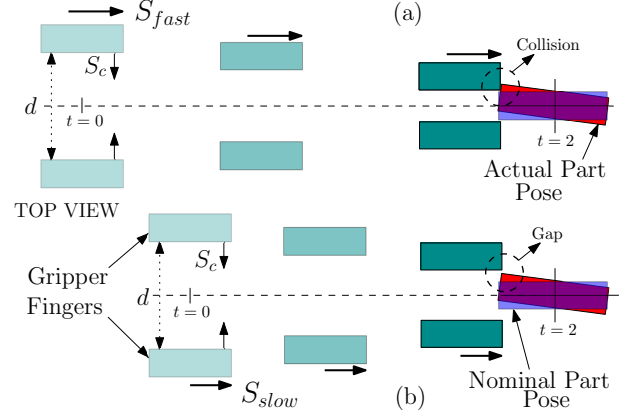 S_fast
(a)
Collision
S_c
d
t = 0
t = 2
Actual Part
Pose
TOP VIEW
Gap
S_c
Gripper
Fingers
d
t = 0
t = 2
Nominal Part
Pose
S_slow
(b)